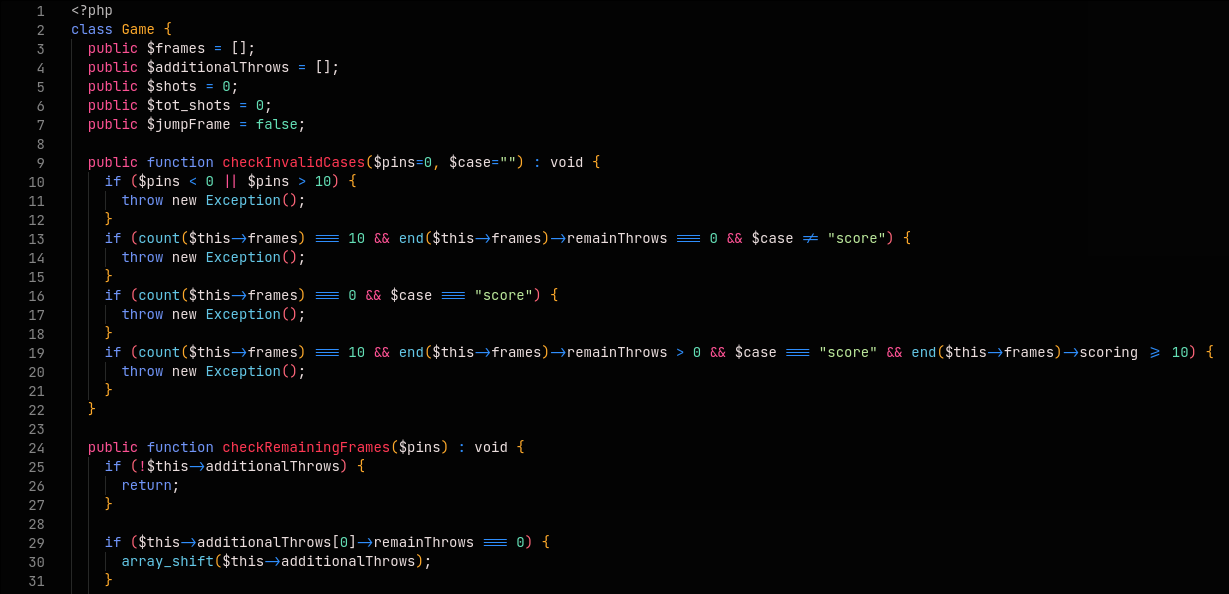 1 <?php
2 class Game {
3 public $frames = [];
4 public $additionalThrows = [];
5 public $shots = 0;
6 public $tot_shots = 0;
7 public $jumpFrame = false;
8
9 public function checkInvalidCases($pins=0, $case="") : void {
10 if ($pins < 0 || $pins > 10) {
11 throw new Exception();
12 }
13 if (count($this->frames) === 10 && end($this->frames)->remainThrows === 0 && $case != "score") {
14 throw new Exception();
15 }
16 if (count($this->frames) === 0 && $case === "score") {
17 throw new Exception();
18 }
19 if (count($this->frames) === 10 && end($this->frames)->remainThrows > 0 && $case === "score" && end($this->frames)->scoring >= 10) {
20 throw new Exception();
21 }
22 }
23
24 public function checkRemainingFrames($pins) : void {
25 if (!$this->additionalThrows) {
26 return;
27 }
28
29 if ($this->additionalThrows[0]->remainThrows === 0) {
30 array_shift($this->additionalThrows);
31 }